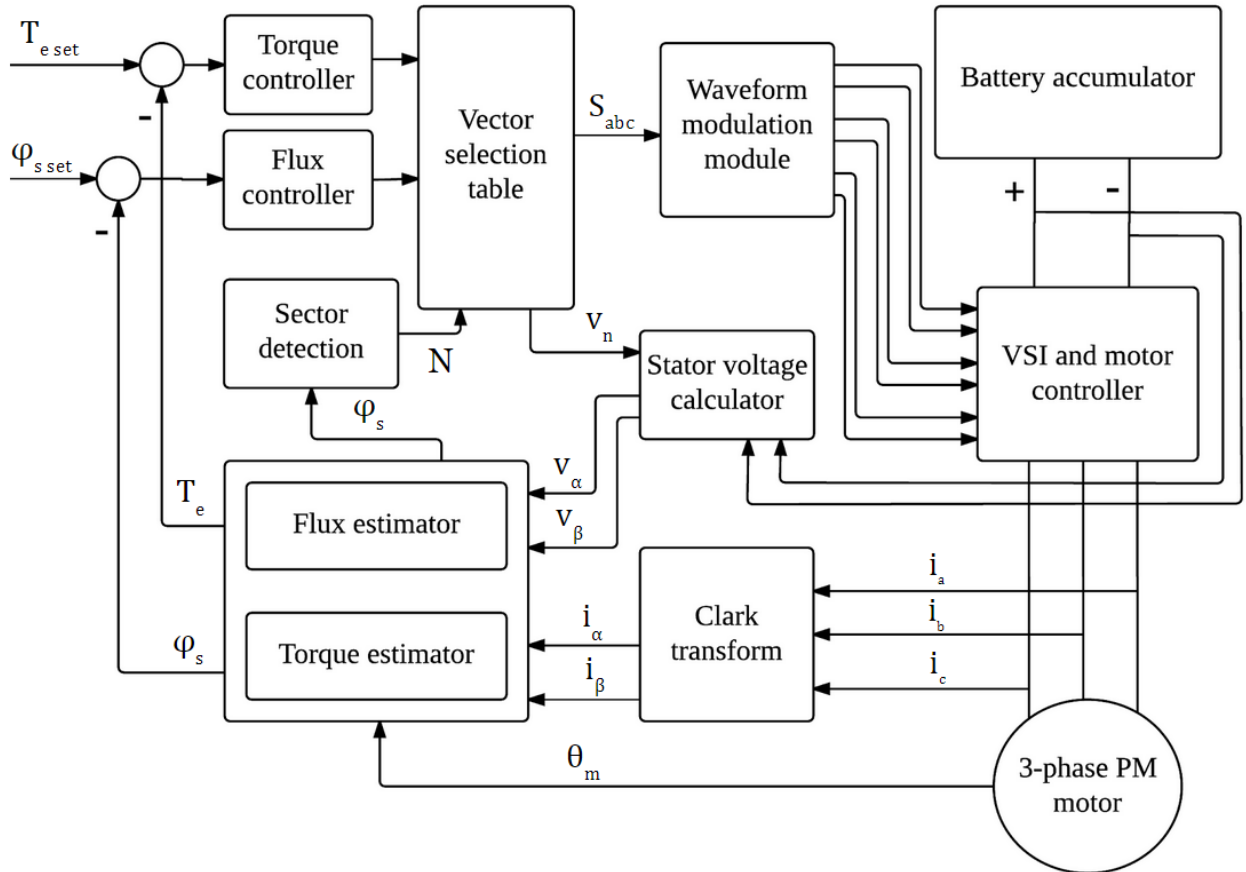 T e set
Torque
controller
-
φ s set
Flux
controller
-
Vector
selection
table
S abc
Waveform
modulation
module
Battery accumulator
+
-
Sector
detection
N
v n
Stator voltage
calculator
VSI and motor
controller
φ s
v α
v β
T e
Flux estimator
φ s
Torque estimator
i α
i β
Clark
transform
i a
i b
i c
θ m
3-phase PM
motor